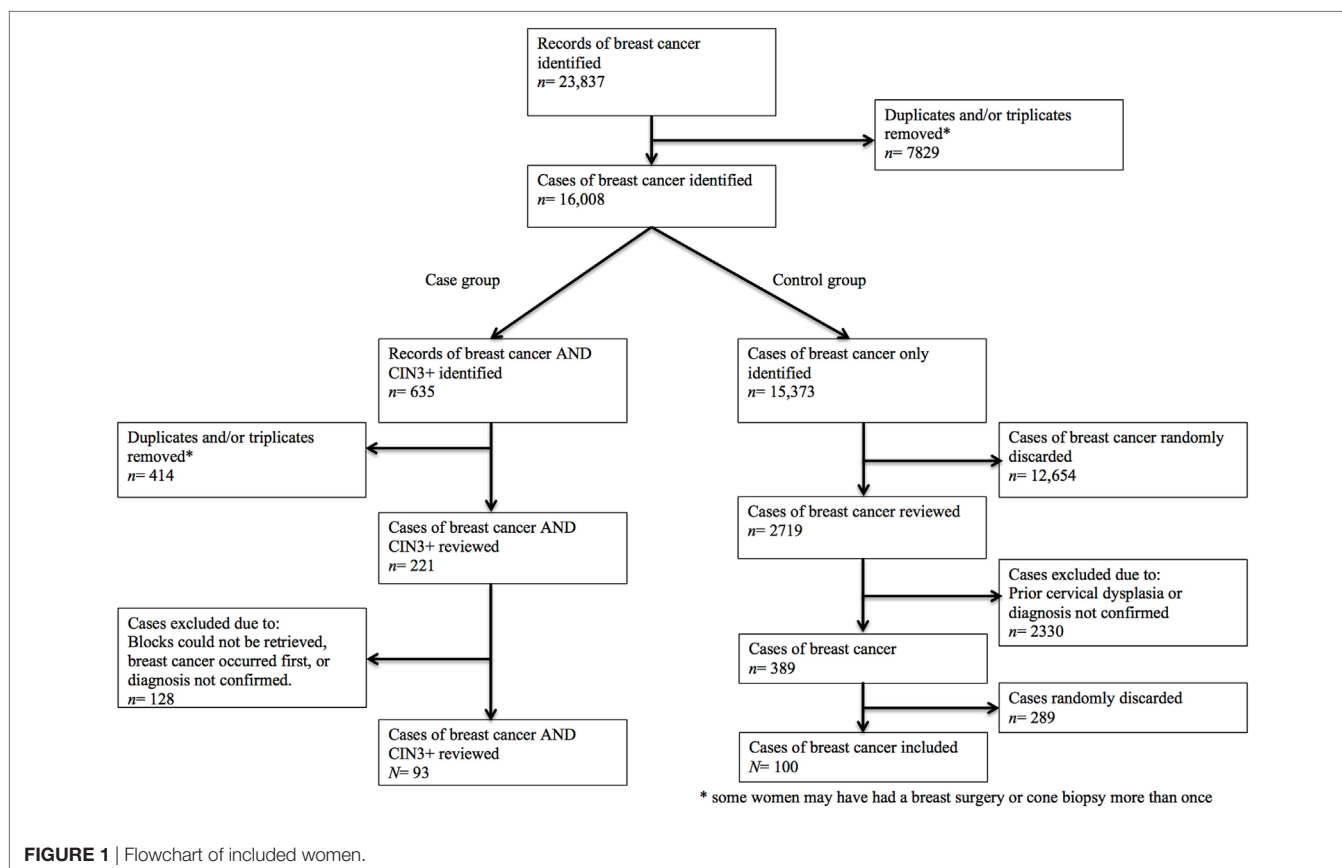 Records of breast cancer
identified
n= 23,837
Duplicates and/or triplicates
removed*
n= 7829
Cases of breast cancer identified
n= 16,008
Case group
Control group
Records of breast cancer AND
CIN3+ identified
n= 635
Cases of breast cancer only
identified
n= 15,373
Duplicates and/or triplicates
removed*
n= 414
Cases of breast cancer randomly
discarded
n= 12,654
Cases of breast cancer AND
CIN3+ reviewed
n= 221
Cases of breast cancer reviewed
n= 2719
Cases excluded due to:
Blocks could not be retrieved,
breast cancer occurred first, or
diagnosis not confirmed.
n= 128
Cases excluded due to:
Prior cervical dysplasia or
diagnosis not confirmed
n= 2330
Cases of breast cancer
n= 389
Cases randomly discarded
n= 289
Cases of breast cancer AND
CIN3+ reviewed
N= 93
Cases of breast cancer included
N= 100
* some women may have had a breast surgery or cone biopsy more than once
FIGURE 1 | Flowchart of included women.